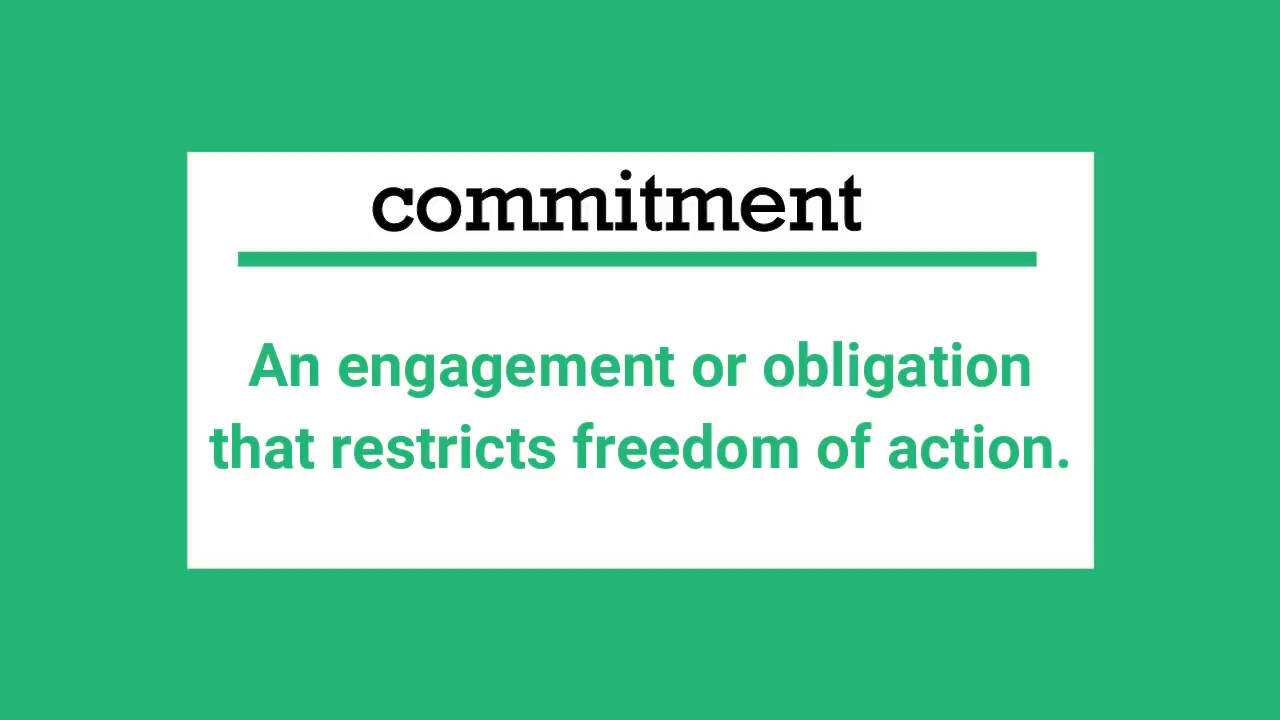 commitment
An engagement or obligation
that restricts freedom of action.